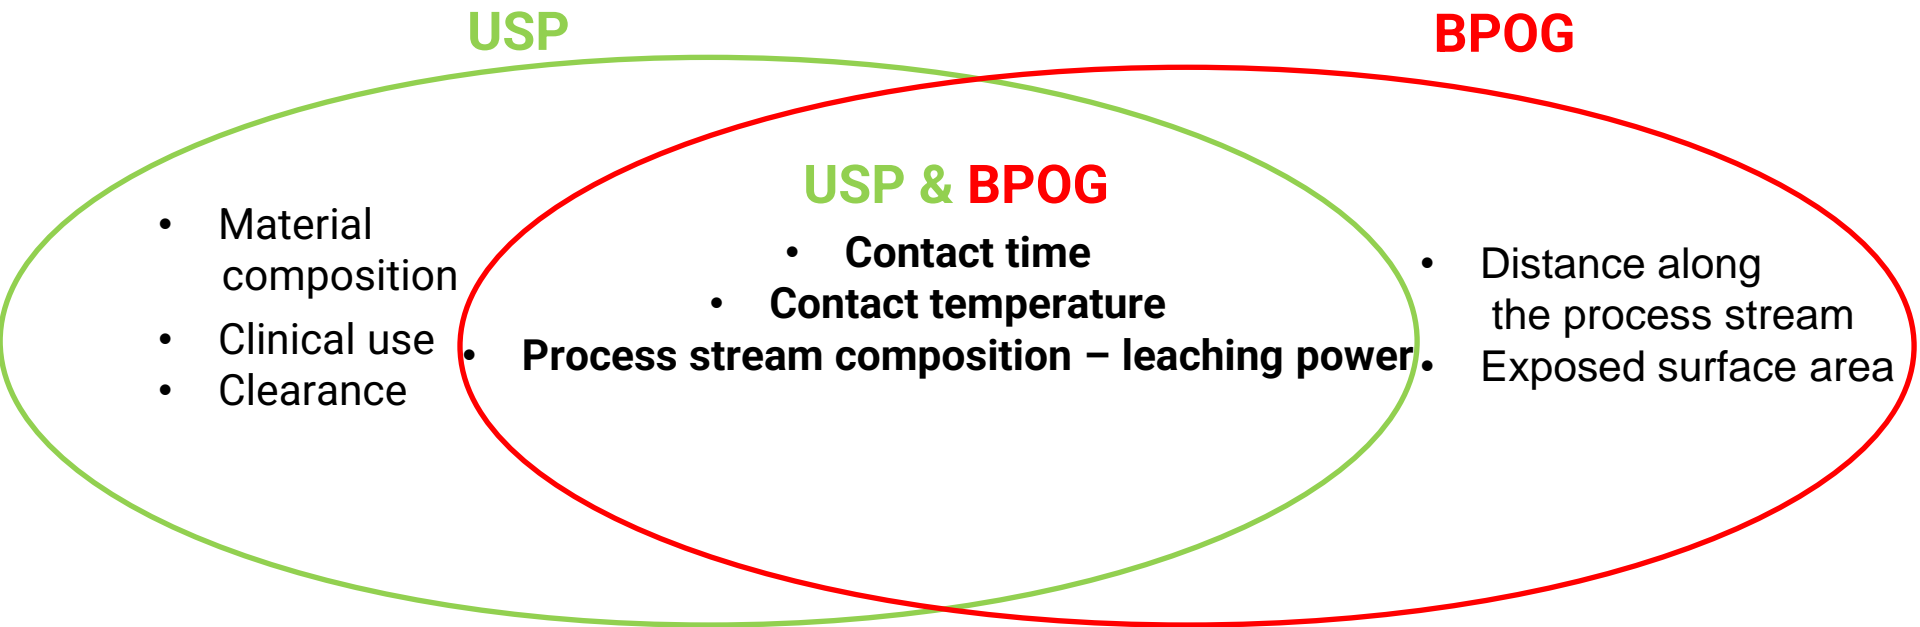 USP
BPOG
• Material
composition
• Clinical use
• Clearance
USP & BPOG
• Contact time
• Contact temperature
• Process stream composition – leaching power
• Distance along
the process stream
• Exposed surface area